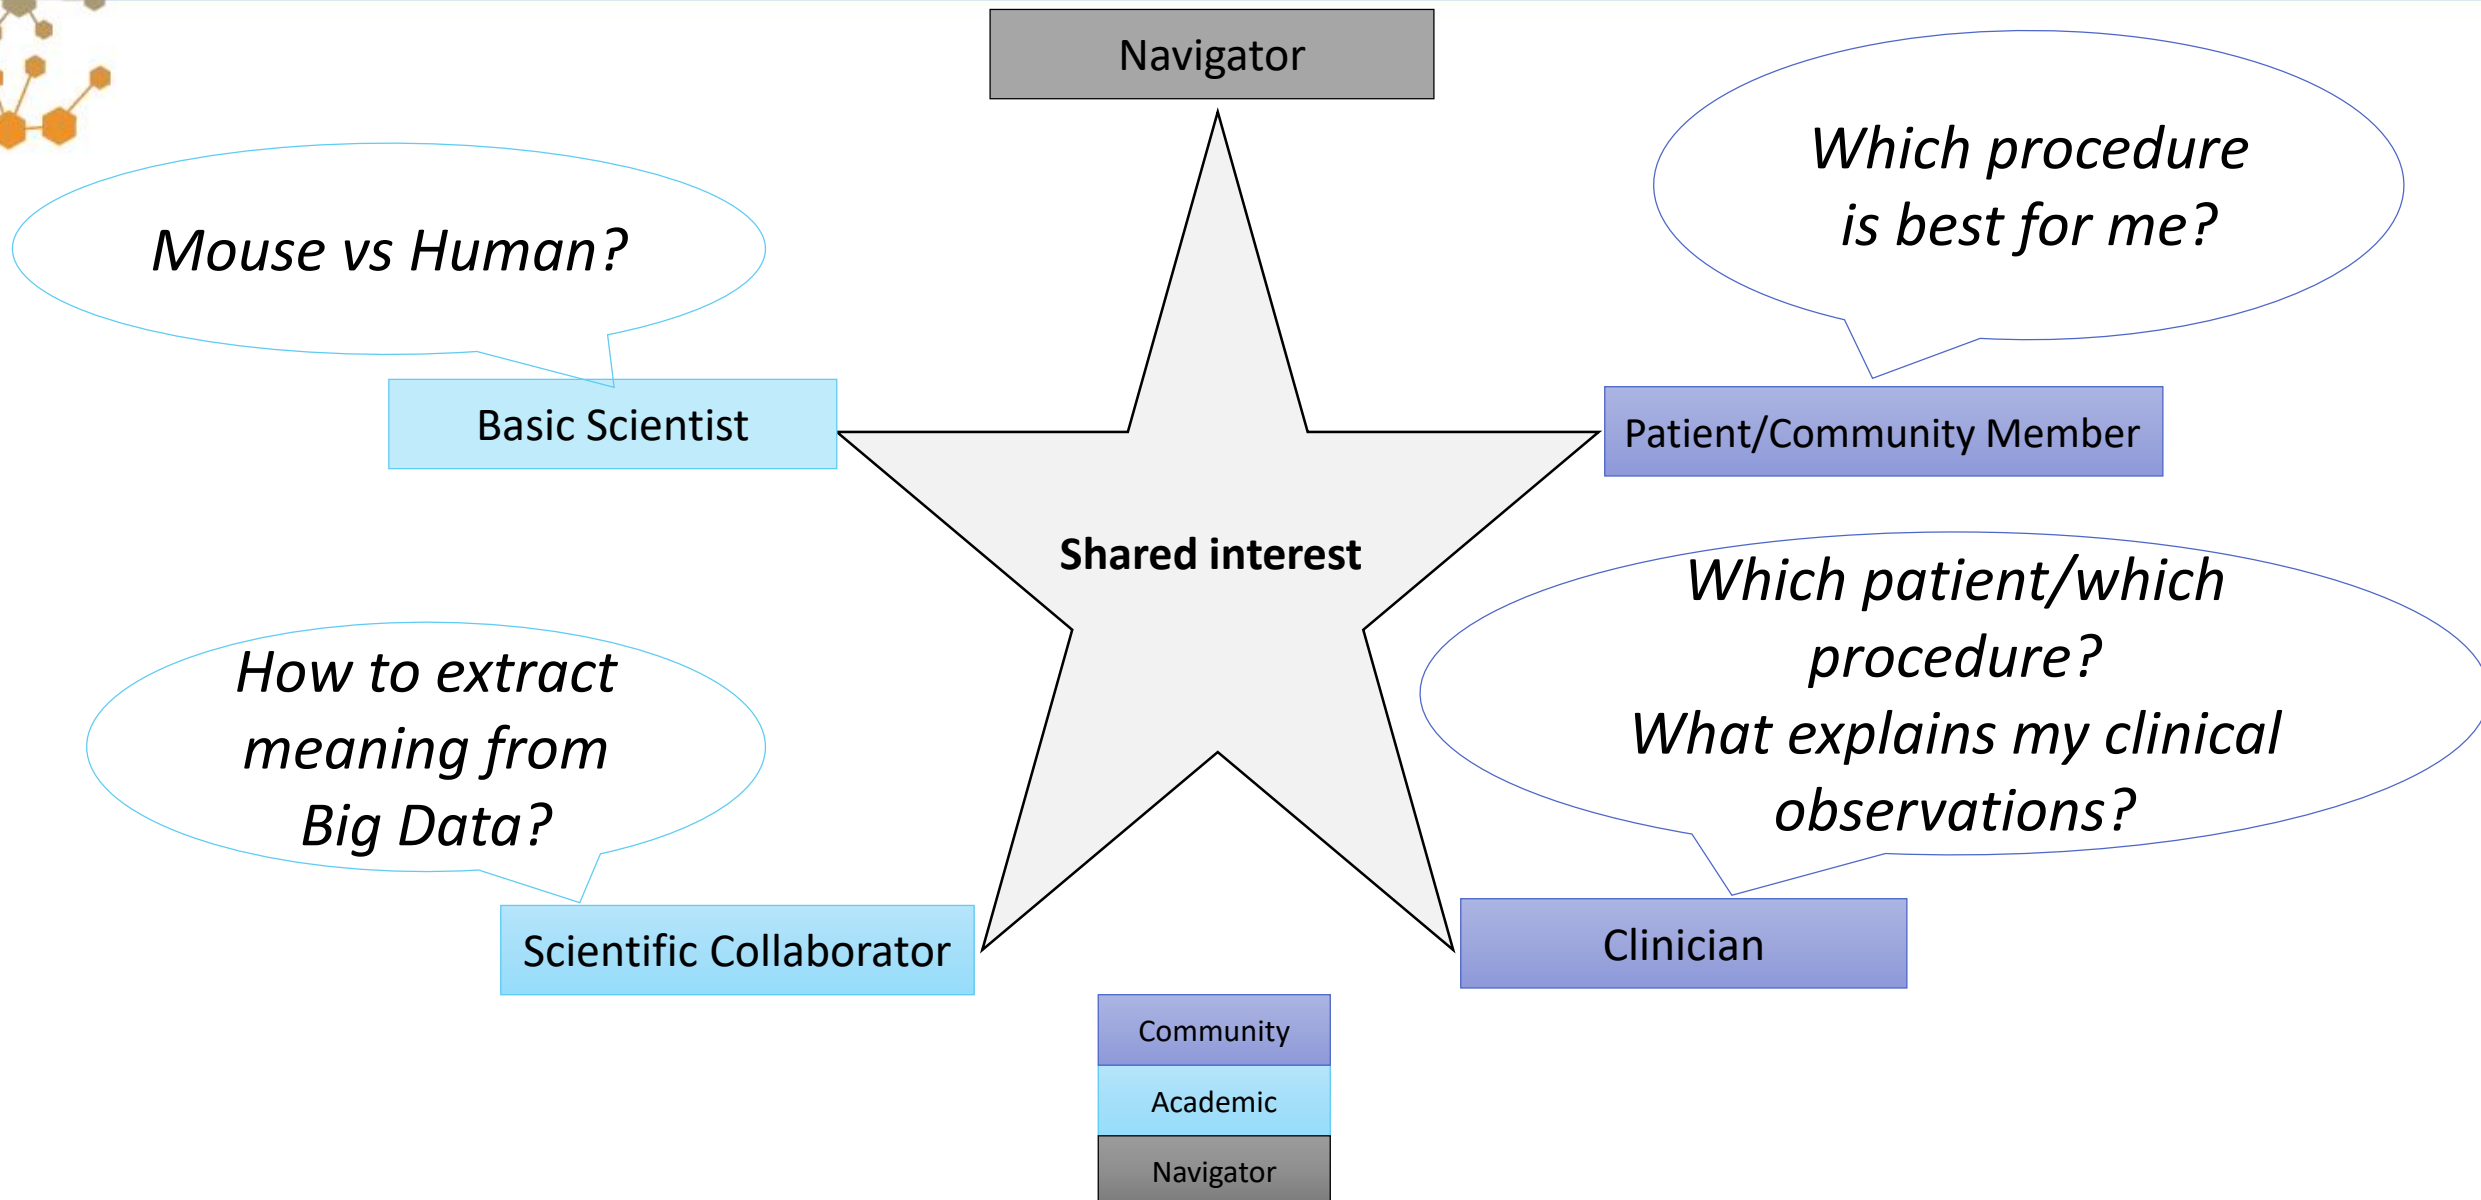 Navigator
Mouse vs Human?
Which procedure
is best for me?
Basic Scientist
Patient/Community Member
Shared interest
How to extract
meaning from
Big Data?
Which patient/which
procedure?
What explains my clinical
observations?
Scientific Collaborator
Clinician
Community
Academic
Navigator